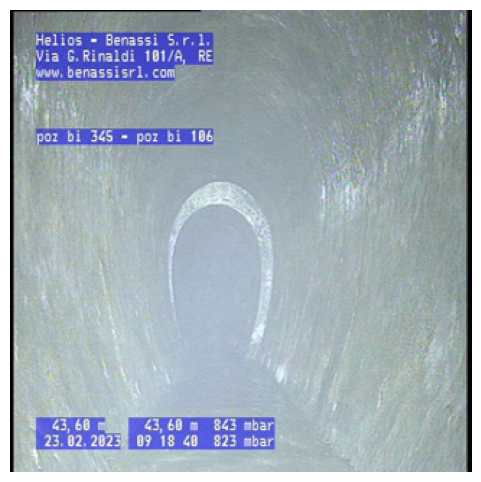 Helios - Benassi S.r.l.
Via G.Rinaldi 101/A, RE
www.benassisrl.com
poz bi 345 - poz bi 106
43,60 m 43,60 m 843 mbar
23.02.2023 09 18 40 823 mbar